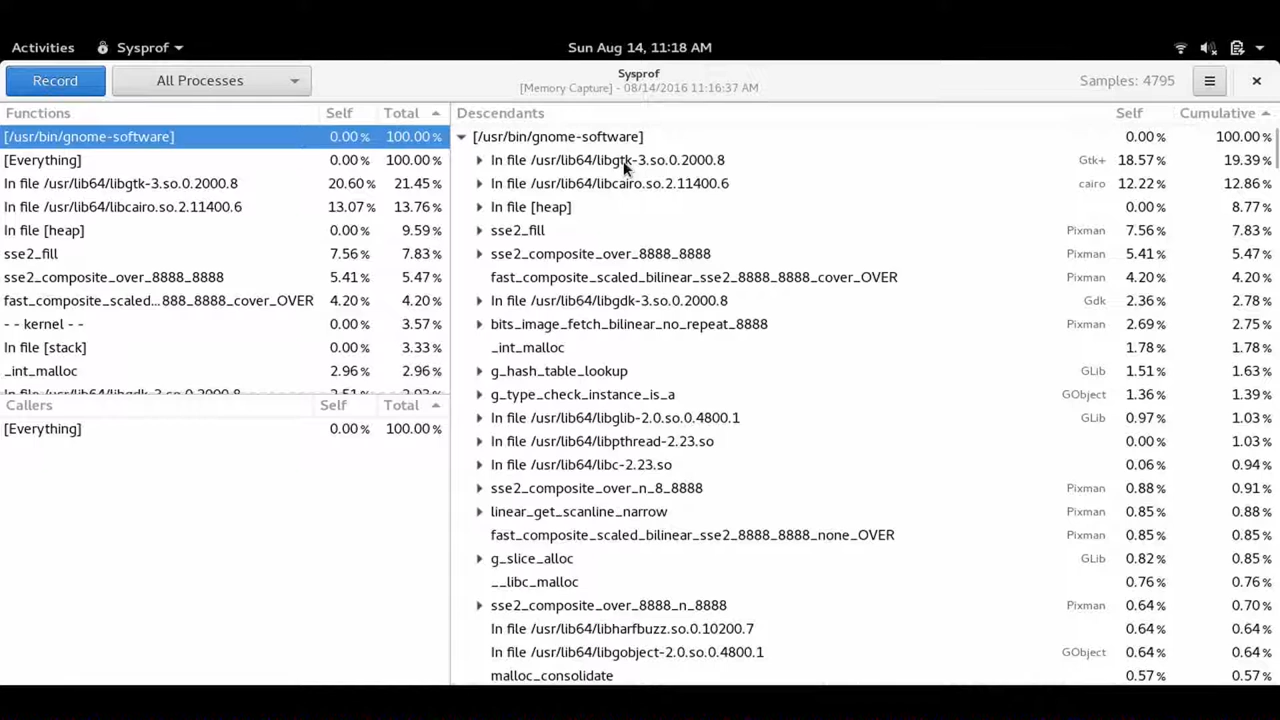 Activities Sysprof Sun Aug 14, 11:18 AM
Record All Processes Sysprof Samples: 4795
[Memory Capture] - 08/14/2016 11:16:37 AM
Functions Self Total
[/usr/bin/gnome-software] 0.00 % 100.00 %
[Everything] 0.00 % 100.00 %
In file /usr/lib64/libgtk-3.so.0.2000.8 20.60 % 21.45 %
In file /usr/lib64/libcairo.so.2.11400.6 13.07 % 13.76 %
In file [heap] 0.00 % 9.59 %
sse2_fill 7.56 % 7.83 %
sse2_composite_over_8888_8888 5.41 % 5.47 %
fast_composite_scaled...888_8888_cover_OVER 4.20 % 4.20 %
- - kernel - - 0.00 % 3.57 %
In file [stack] 0.00 % 3.33 %
_int_malloc 2.96 % 2.96 %
Callers Self Total
[Everything] 0.00 % 100.00 %
Descendants Self Cumulative
[/usr/bin/gnome-software] 0.00 % 100.00 %
In file /usr/lib64/libgtk-3.so.0.2000.8 Gtk+ 18.57 % 19.39 %
In file /usr/lib64/libcairo.so.2.11400.6 cairo 12.22 % 12.86 %
In file [heap] 0.00 % 8.77 %
sse2_fill Pixman 7.56 % 7.83 %
sse2_composite_over_8888_8888 Pixman 5.41 % 5.47 %
fast_composite_scaled_bilinear_sse2_8888_8888_cover_OVER Pixman 4.20 % 4.20 %
In file /usr/lib64/libgdk-3.so.0.2000.8 Gdk 2.36 % 2.78 %
bits_image_fetch_bilinear_no_repeat_8888 Pixman 2.69 % 2.75 %
_int_malloc 1.78 % 1.78 %
g_hash_table_lookup GLib 1.51 % 1.63 %
g_type_check_instance_is_a GObject 1.36 % 1.39 %
In file /usr/lib64/libglib-2.0.so.0.4800.1 GLib 0.97 % 1.03 %
In file /usr/lib64/libpthread-2.23.so 0.00 % 1.03 %
In file /usr/lib64/libc-2.23.so 0.06 % 0.94 %
sse2_composite_over_n_8_8888 Pixman 0.88 % 0.91 %
linear_get_scanline_narrow Pixman 0.85 % 0.88 %
fast_composite_scaled_bilinear_sse2_8888_8888_none_OVER Pixman 0.85 % 0.85 %
g_slice_alloc GLib 0.82 % 0.85 %
__libc_malloc 0.76 % 0.76 %
sse2_composite_over_8888_n_8888 Pixman 0.64 % 0.70 %
In file /usr/lib64/libharfbuzz.so.0.10200.7 0.64 % 0.64 %
In file /usr/lib64/libgobject-2.0.so.0.4800.1 GObject 0.64 % 0.64 %
malloc_consolidate 0.57 % 0.57 %